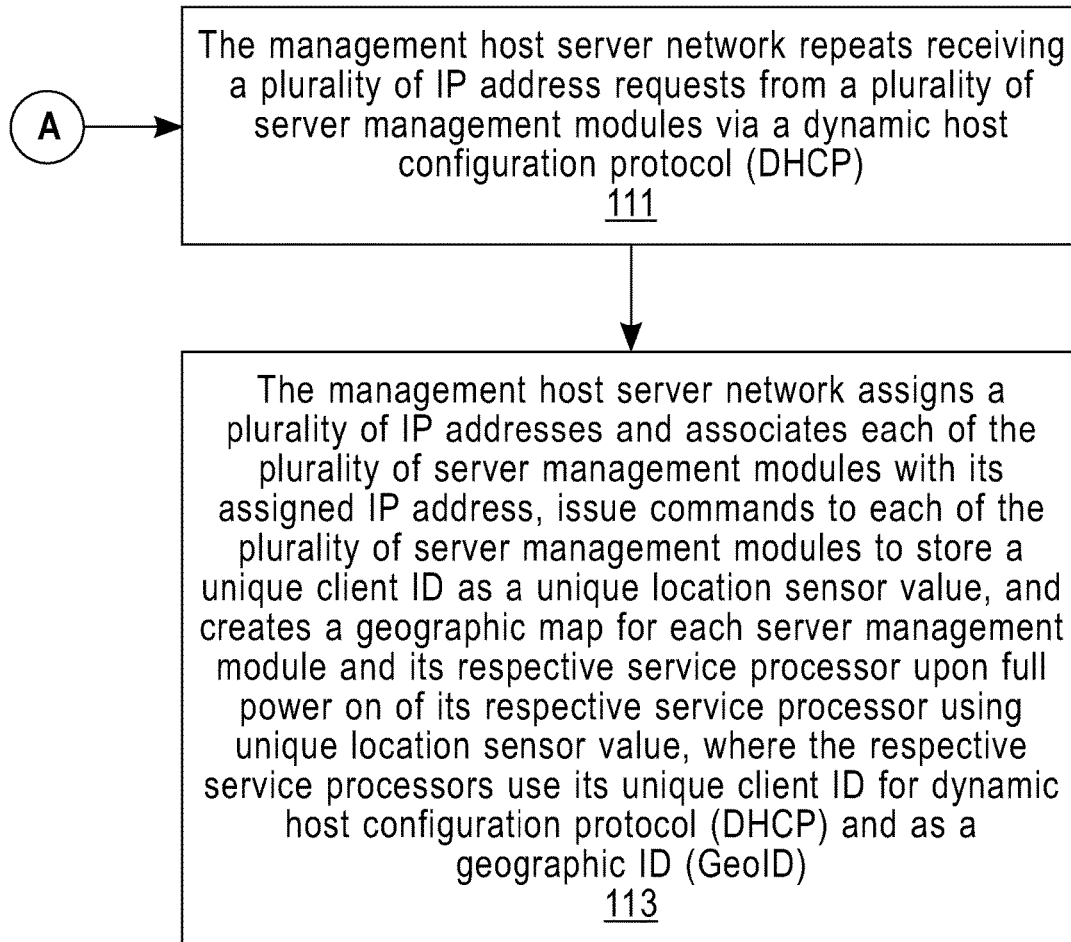 The management host server network repeats receiving
a plurality of IP address requests from a plurality of
A
server management modules via a dynamic host
configuration protocol (DHCP)
111
The management host server network assigns a
plurality of IP addresses and associates each of the
plurality of server management modules with its
assigned IP address, issue commands to each of the
plurality of server management modules to store a
unique client ID as a unique location sensor value, and
creates a geographic map for each server management
module and its respective service processor upon full
power on of its respective service processor using
unique location sensor value, where the respective
service processors use its unique client ID for dynamic
host configuration protocol (DHCP) and as a
geographic ID (GeoID)
113